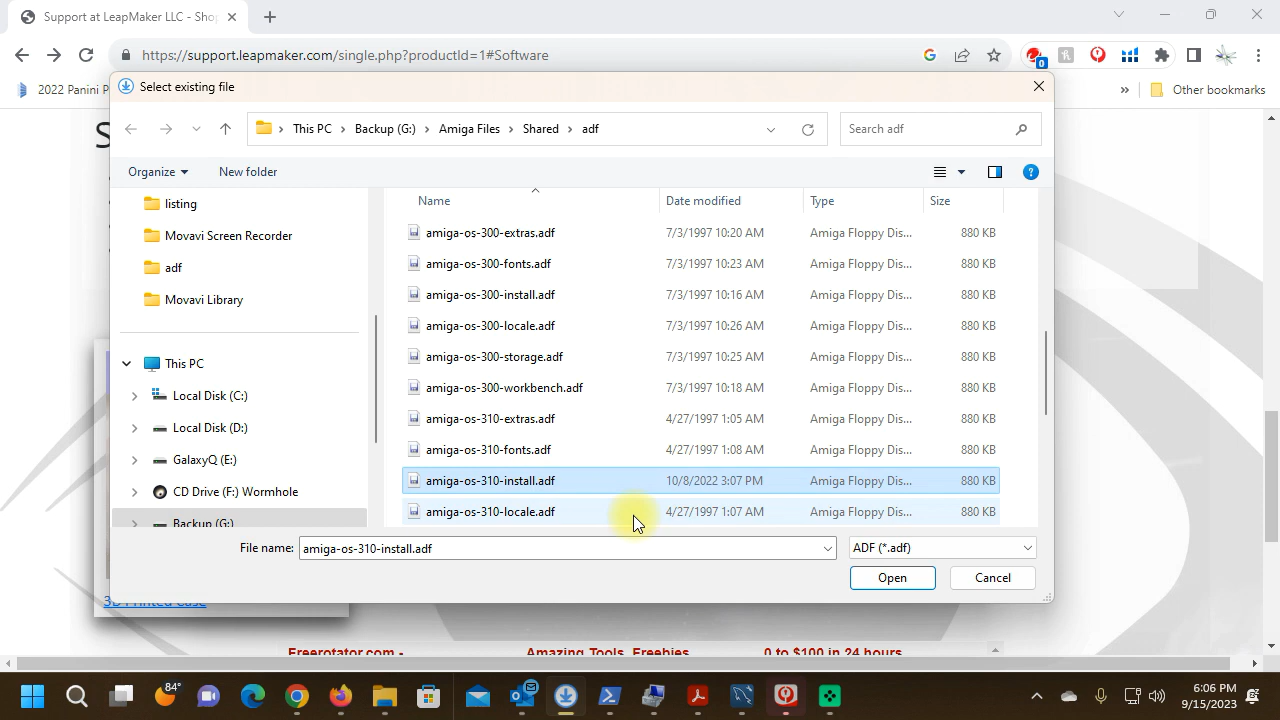 Support at LeapMaker LLC - Shop
https://support.leapmaker.com/single.php?productId=1#Software
0
2022 Panini P
»
Other bookmarks
S
Select existing file
This PC > Backup (G:) > Amiga Files > Shared > adf
Search adf
Organize
New folder
listing
Movavi Screen Recorder
adf
Movavi Library
This PC
Local Disk (C:)
Local Disk (D:)
GalaxyQ (E:)
CD Drive (F:) Wormhole
Backup (G:)
Name Date modified Type Size
amiga-os-300-extras.adf 7/3/1997 10:20 AM Amiga Floppy Dis... 880 KB
amiga-os-300-fonts.adf 7/3/1997 10:23 AM Amiga Floppy Dis... 880 KB
amiga-os-300-install.adf 7/3/1997 10:16 AM Amiga Floppy Dis... 880 KB
amiga-os-300-locale.adf 7/3/1997 10:26 AM Amiga Floppy Dis... 880 KB
amiga-os-300-storage.adf 7/3/1997 10:25 AM Amiga Floppy Dis... 880 KB
amiga-os-300-workbench.adf 7/3/1997 10:18 AM Amiga Floppy Dis... 880 KB
amiga-os-310-extras.adf 4/27/1997 1:05 AM Amiga Floppy Dis... 880 KB
amiga-os-310-fonts.adf 4/27/1997 1:08 AM Amiga Floppy Dis... 880 KB
amiga-os-310-install.adf 10/8/2022 3:07 PM Amiga Floppy Dis... 880 KB
amiga-os-310-locale.adf 4/27/1997 1:07 AM Amiga Floppy Dis... 880 KB
File name: amiga-os-310-install.adf
ADF (*.adf)
Open Cancel
3D Printed Case
Freerotator.com - Amazing Tools, Freebies 0 to $100 in 24 hours
84°
6:06 PM
9/15/2023